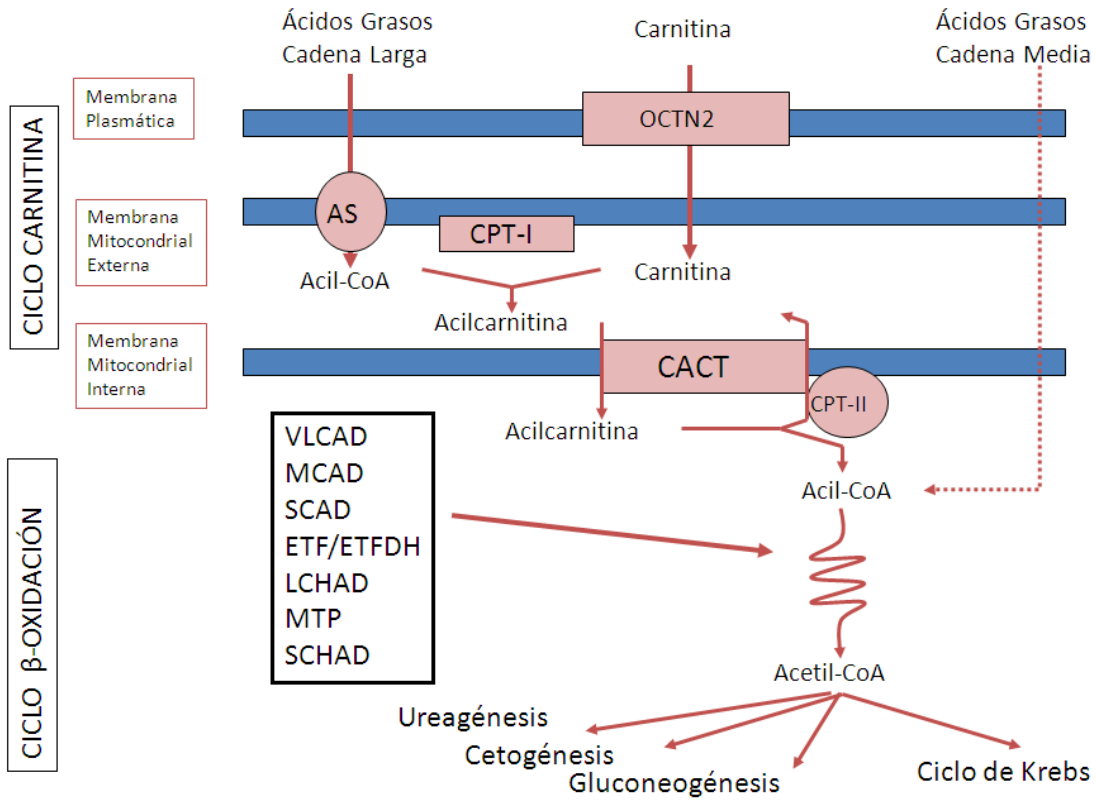 Ácidos Grasos
Cadena Larga
Carnitina
Ácidos Grasos
Cadena Media
CICLO CARNITINA
Membrana
Plasmática
OCTN2
Membrana
Mitocondrial
Externa
AS
CPT-I
Acil-CoA
Carnitina
Acilcarnitina
Membrana
Mitocondrial
Interna
CACT
CPT-II
Acilcarnitina
Acil-CoA
CICLO β-OXIDACIÓN
VLCAD
MCAD
SCAD
ETF/ETFDH
LCHAD
MTP
SCHAD
Acetil-CoA
Ureagénesis
Cetogénesis
Gluconeogénesis
Ciclo de Krebs